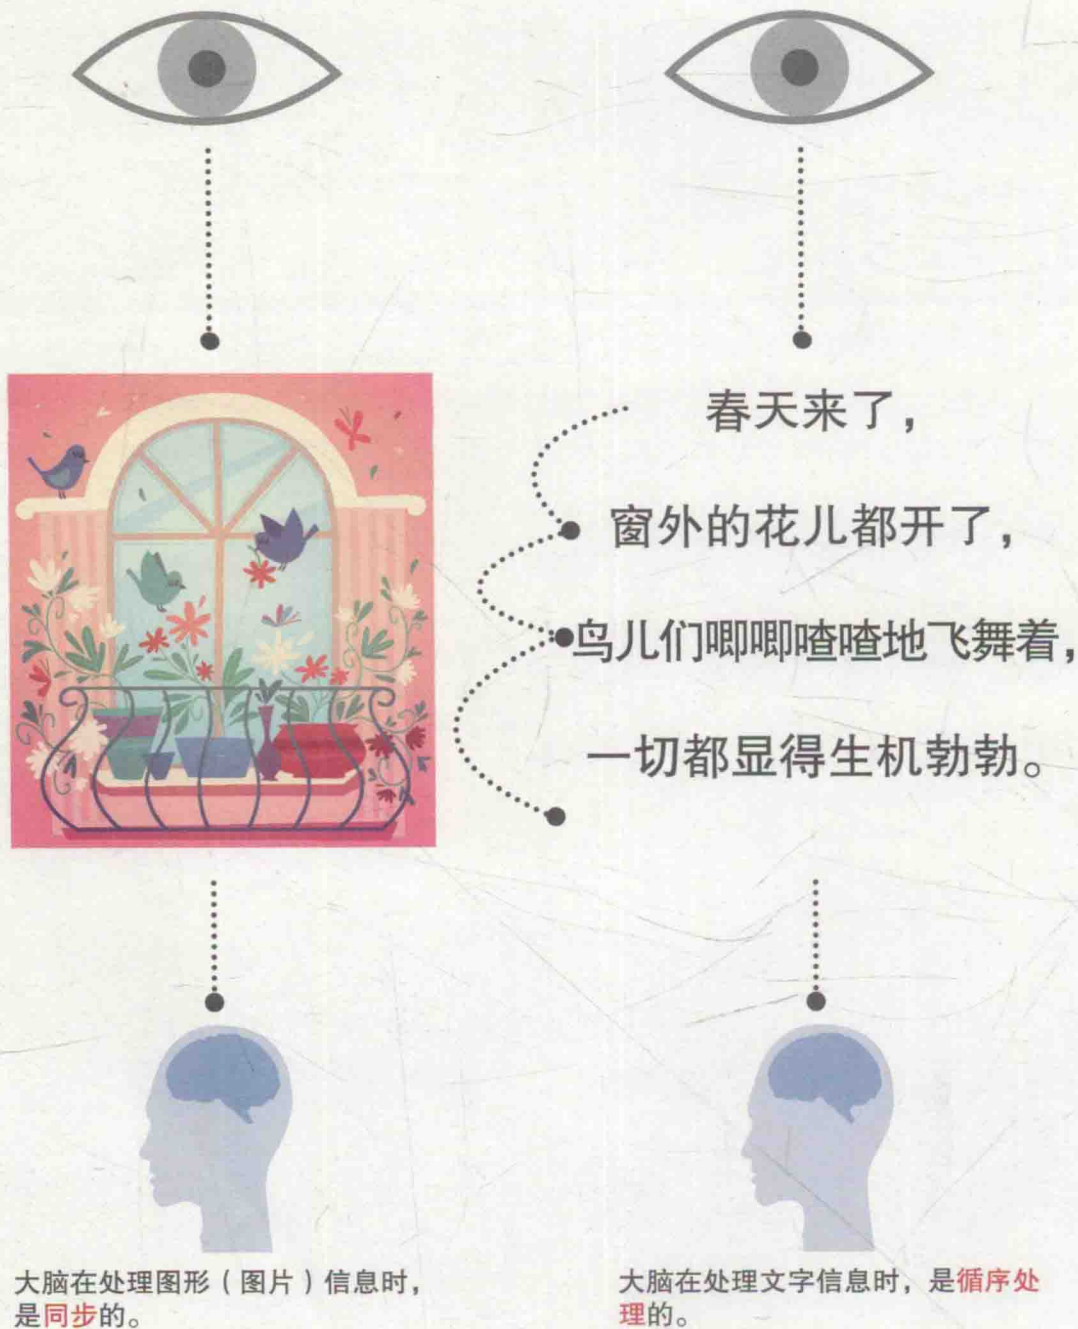 春天来了，
窗外的花儿都开了，
鸟儿们唧唧喳喳地飞舞着，
一切都显得生机勃勃。
大脑在处理图形（图片）信息时，
是同步的。
大脑在处理文字信息时，是循序处
理的。